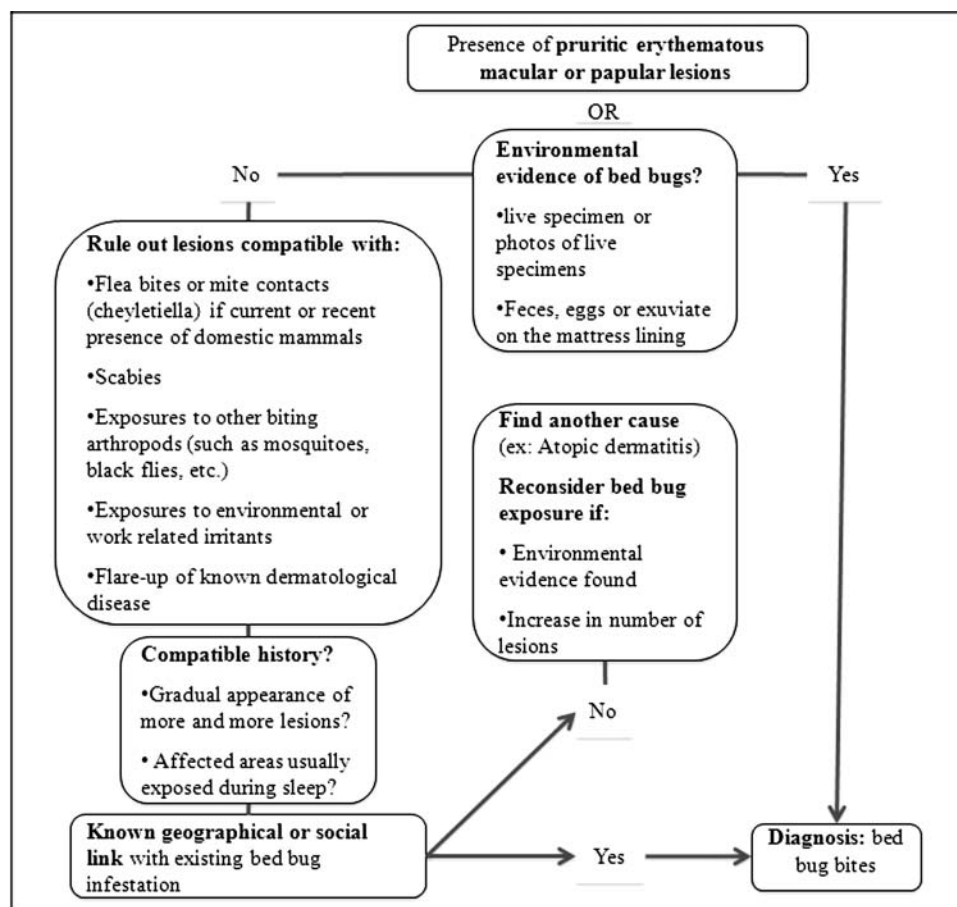 Presence of pruritic erythematous
macular or papular lesions
OR
Environmental
evidence of bed bugs?
•live specimen or
photos of live
specimens
•Feces, eggs or exuviate
on the mattress lining
No
Yes
Rule out lesions compatible with:
•Flea bites or mite contacts
(cheyletiella) if current or recent
presence of domestic mammals
•Scabies
•Exposures to other biting
arthropods (such as mosquitoes,
black flies, etc.)
•Exposures to environmental or
work related irritants
•Flare-up of known dermatological
disease
Compatible history?
•Gradual appearance of
more and more lesions?
• Affected areas usually
exposed during sleep?
Known geographical or social
link with existing bed bug
infestation
Find another cause
(ex: Atopic dermatitis)
Reconsider bed bug
exposure if:
• Environmental
evidence found
•Increase in number of
lesions
No
Yes
Diagnosis: bed
bug bites